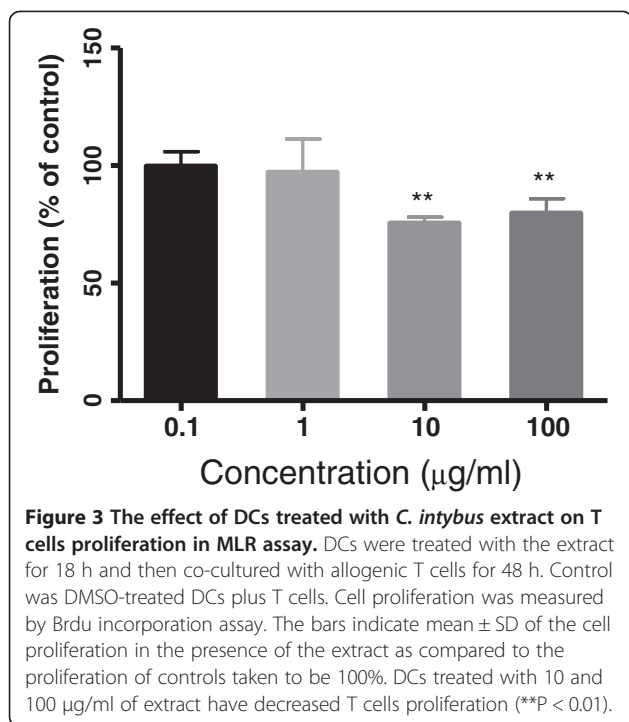 150
100
50
0
Proliferation (% of control)
**
**
0.1 1 10 100
Concentration (μg/ml)
Figure 3 The effect of DCs treated with C. intybus extract on T
cells proliferation in MLR assay. DCs were treated with the extract
for 18 h and then co-cultured with allogenic T cells for 48 h. Control
was DMSO-treated DCs plus T cells. Cell proliferation was measured
by Brdu incorporation assay. The bars indicate mean ± SD of the cell
proliferation in the presence of the extract as compared to the
proliferation of controls taken to be 100%. DCs treated with 10 and
100 μg/ml of extract have decreased T cells proliferation (**P < 0.01).